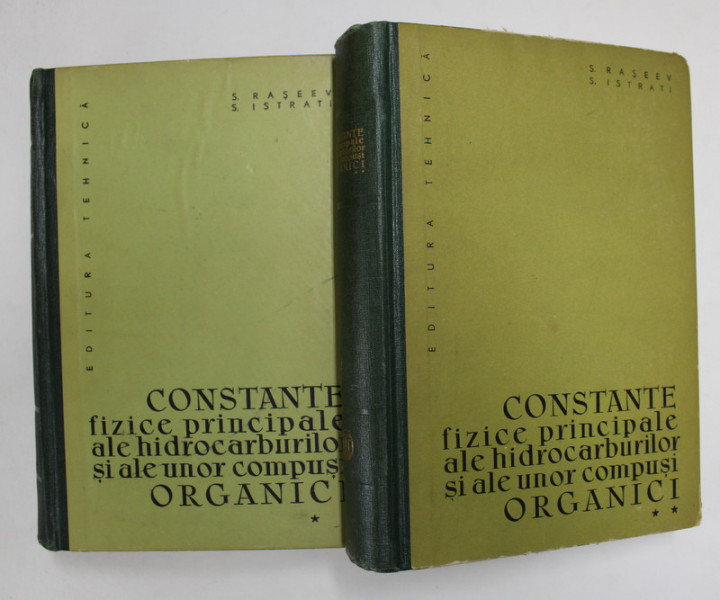 S. RAȘEEV
S. ISTRATI
EDITURA TEHNICĂ
CONSTANTE
fizice principale
ale hidrocarburilor
și ale unor compuși
ORGANICI
*
S. RAȘEEV
S. ISTRATI
EDITURA TEHNICĂ
CONSTANTE
fizice principale
ale hidrocarburilor
și ale unor compuși
ORGANICI
* *